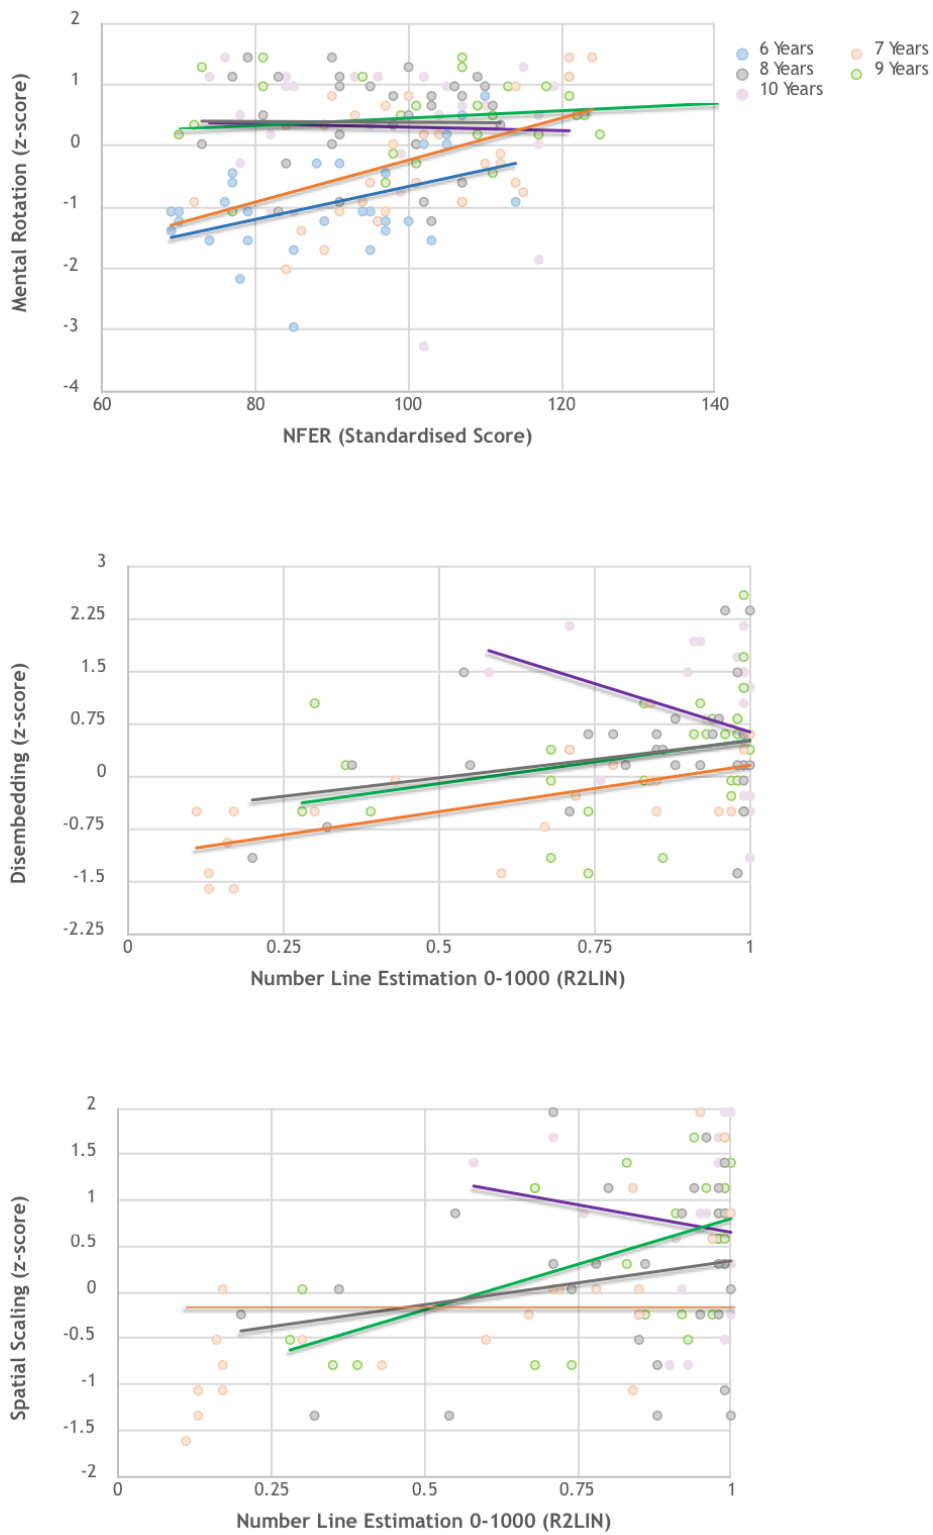 2
1
0
-1
-2
-3
-4
60 80 100 120 140
Mental Rotation (z-score)
NFER (Standardised Score)
6 Years 7 Years
8 Years 9 Years
10 Years
3
2.25
1.5
0.75
0
-0.75
-1.5
-2.25
0 0.25 0.5 0.75 1
Disembedding (z-score)
Number Line Estimation 0-1000 (R2LIN)
2
1.5
1
0.5
0
-0.5
-1
-1.5
-2
0 0.25 0.5 0.75 1
Spatial Scaling (z-score)
Number Line Estimation 0-1000 (R2LIN)